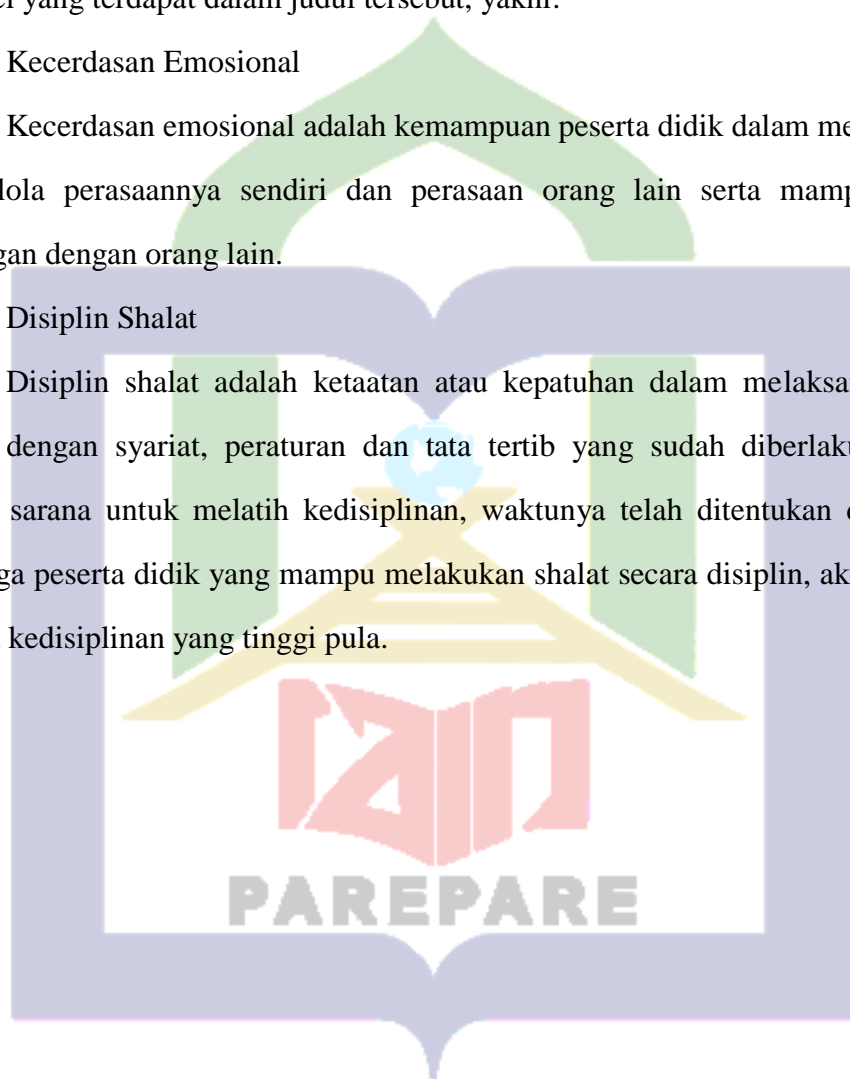 yang terdapat dalam judul tersebut, yakni:
Kecerdasan Emosional
Kecerdasan emosional adalah kemampuan peserta didik dalam me
lola perasaannya sendiri dan perasaan orang lain serta mamp
gan dengan orang lain.
Disiplin Shalat
Disiplin shalat adalah ketaatan atau kepatuhan dalam melaksa
dengan syariat, peraturan dan tata tertib yang sudah diberlaku
sarana untuk melatih kedisiplinan, waktunya telah ditentukan
ga peserta didik yang mampu melakukan shalat secara disiplin, ak
kedisiplinan yang tinggi pula.
iain
PAREPARE